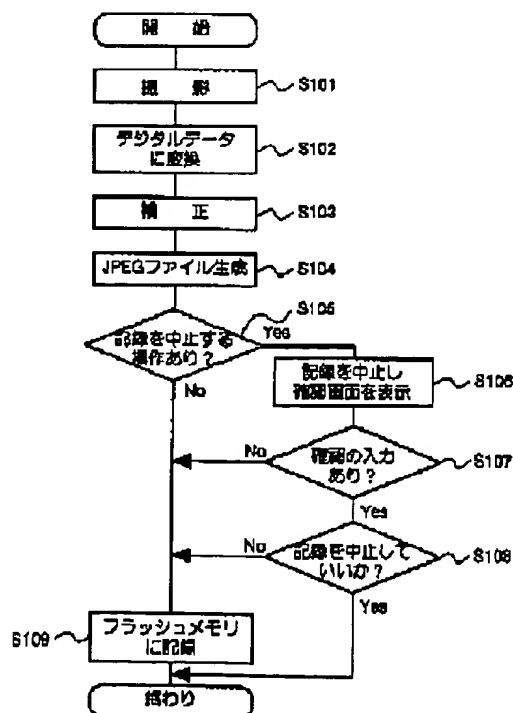 開 始
撮 影
S101
デジタルデータ
に変換
S102
補 正
S103
JPEGファイル生成
S104
S105
記録を中止する
操作あり?
Yes
No
記録を中止し
確認画面を表示
S106
確認の入力
あり?
No
S107
Yes
記録を中止して
いいか?
No
S108
Yes
フラッシュメモリ
に記録
S109
終わり